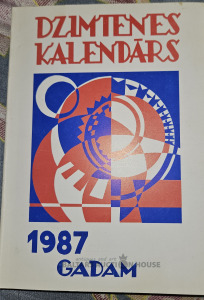 DZIMTENES
KALENDĀRS
1987
GADAM